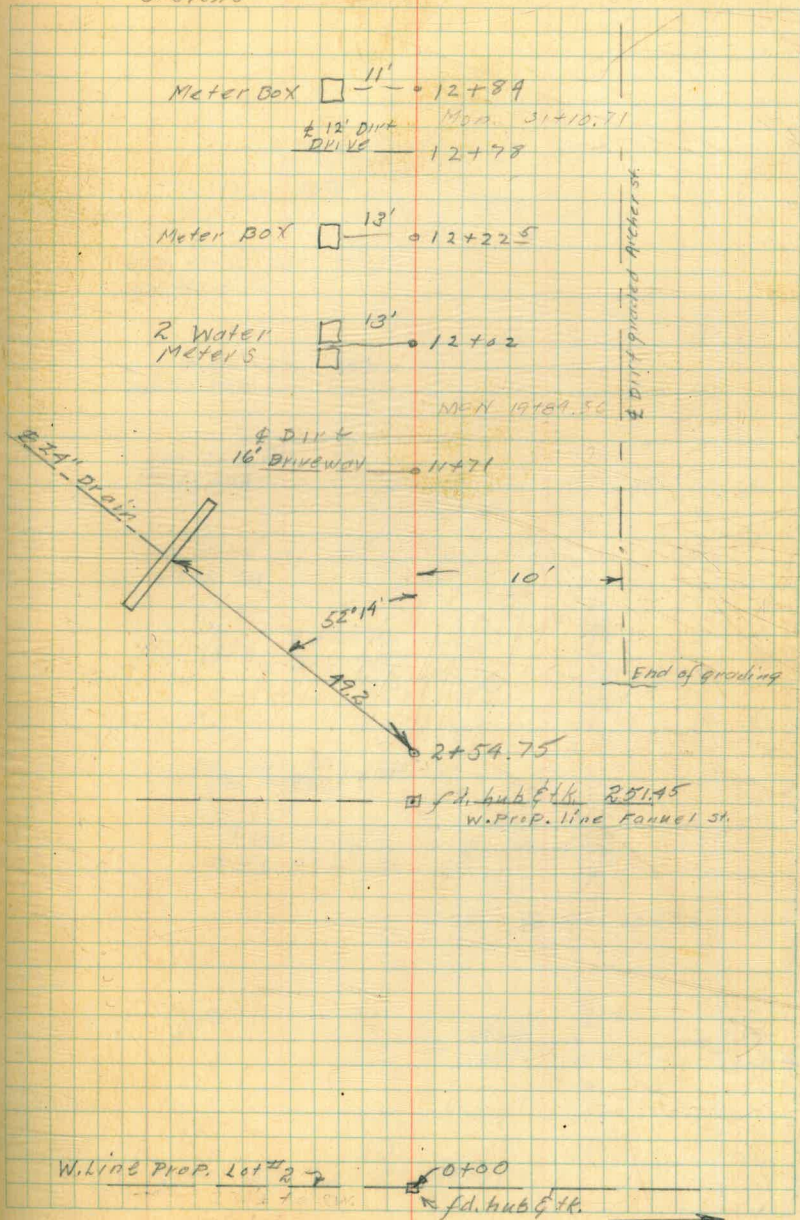 11'
Meter Box 12+84
Mon. 31+10.71
℄ 12' Dirt
Drive 12+78
13'
Meter Box 12+22 5
13'
2 Water 12+02
Meters
℄ Dirt graded Archer st.
MON 19+89.56
℄ Dirt
16' Driveway 11+71
℄ 24" Drain
10'
52°14'
49.2
End of grading
2+54.75
fd. hub & tk. 251.45
W. Prop. line Fannel st.
W. Line Prop. Lot #2 0+00
fd. hub & tk.